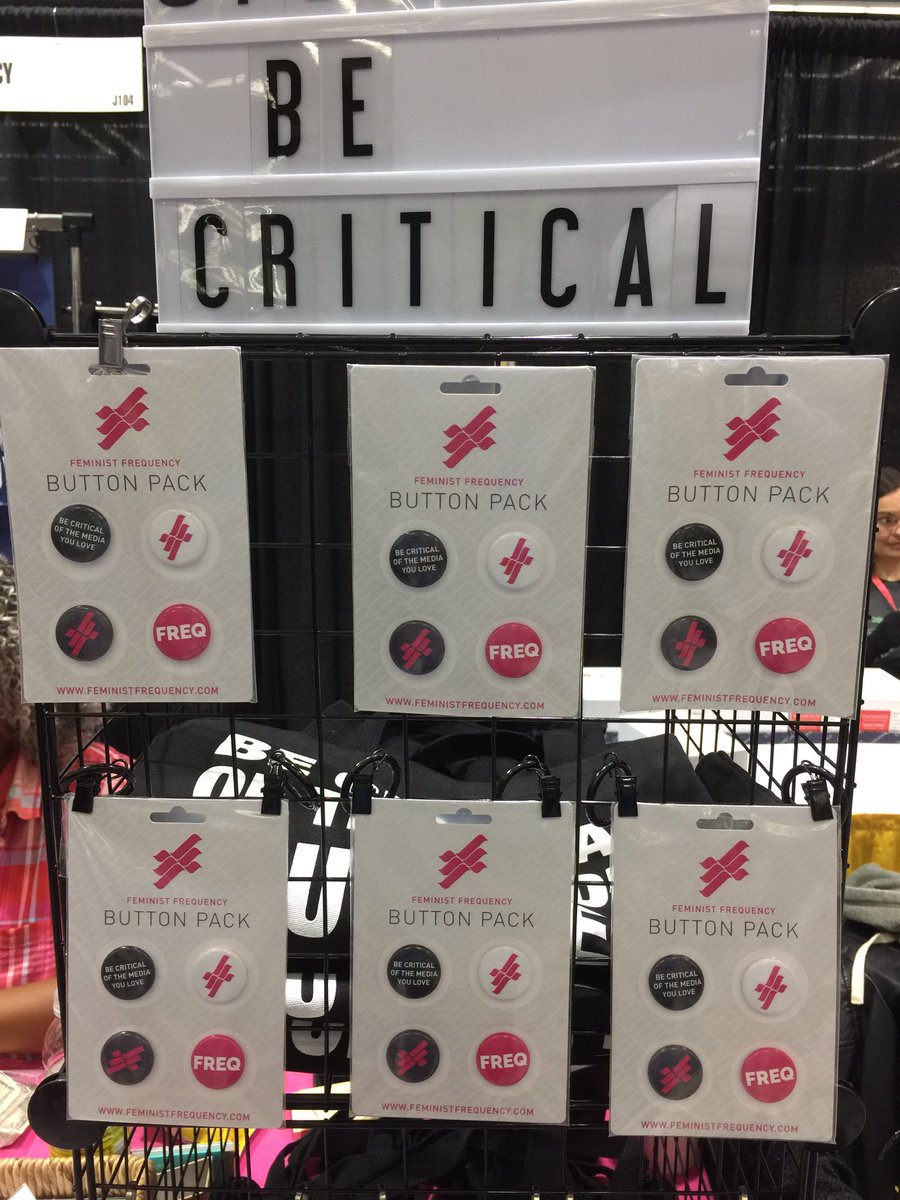 BE
CRITICAL
CY
J104
FEMINIST FREQUENCY
BUTTON PACK
BE CRITICAL
OF THE MEDIA
YOU LOVE
FREQ
WWW.FEMINISTFREQUENCY.COM
FEMINIST FREQUENCY
BUTTON PACK
BE CRITICAL
OF THE MEDIA
YOU LOVE
FREQ
WWW.FEMINISTFREQUENCY.COM
FEMINIST FREQUENCY
BUTTON PACK
BE CRITICAL
OF THE MEDIA
YOU LOVE
FREQ
WWW.FEMINISTFREQUENCY.COM
BE
FEMINIST FREQUENCY
BUTTON PACK
BE CRITICAL
OF THE MEDIA
YOU LOVE
FREQ
WWW.FEMINISTFREQUENCY.COM
FEMINIST FREQUENCY
BUTTON PACK
BE CRITICAL
OF THE MEDIA
YOU LOVE
FREQ
WWW.FEMINISTFREQUENCY.COM
FEMINIST FREQUENCY
BUTTON PACK
BE CRITICAL
OF THE MEDIA
YOU LOVE
FREQ
WWW.FEMINISTFREQUENCY.COM